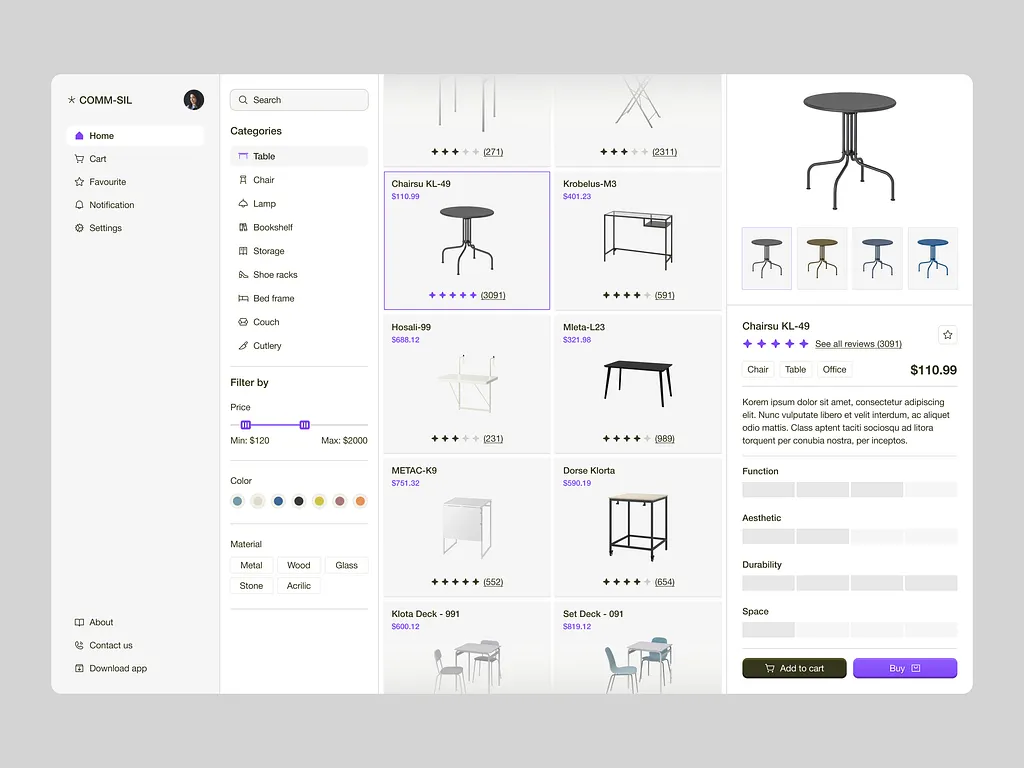 COMM-SIL
Home
Cart
Favourite
Notification
Settings
About
Contact us
Download app
Search
Categories
Table
Chair
Lamp
Bookshelf
Storage
Shoe racks
Bed frame
Couch
Cutlery
Filter by
Price
Min: $120 Max: $2000
Color
Material
Metal Wood Glass
Stone Acrilic
(271) (2311)
Chairsu KL-49 Krobelus-M3
$110.99 $401.23
(3091) (591)
Hosali-99 Mleta-L23
$688.12 $321.98
(231) (989)
METAC-K9 Dorse Klorta
$751.32 $590.19
(552) (654)
Klota Deck - 991 Set Deck - 091
$600.12 $819.12
Chairsu KL-49
See all reviews (3091)
Chair Table Office $110.99
Korem ipsum dolor sit amet, consectetur adipiscing
elit. Nunc vulputate libero et velit interdum, ac aliquet
odio mattis. Class aptent taciti sociosqu ad litora
torquent per conubia nostra, per inceptos.
Function
Aesthetic
Durability
Space
Add to cart Buy